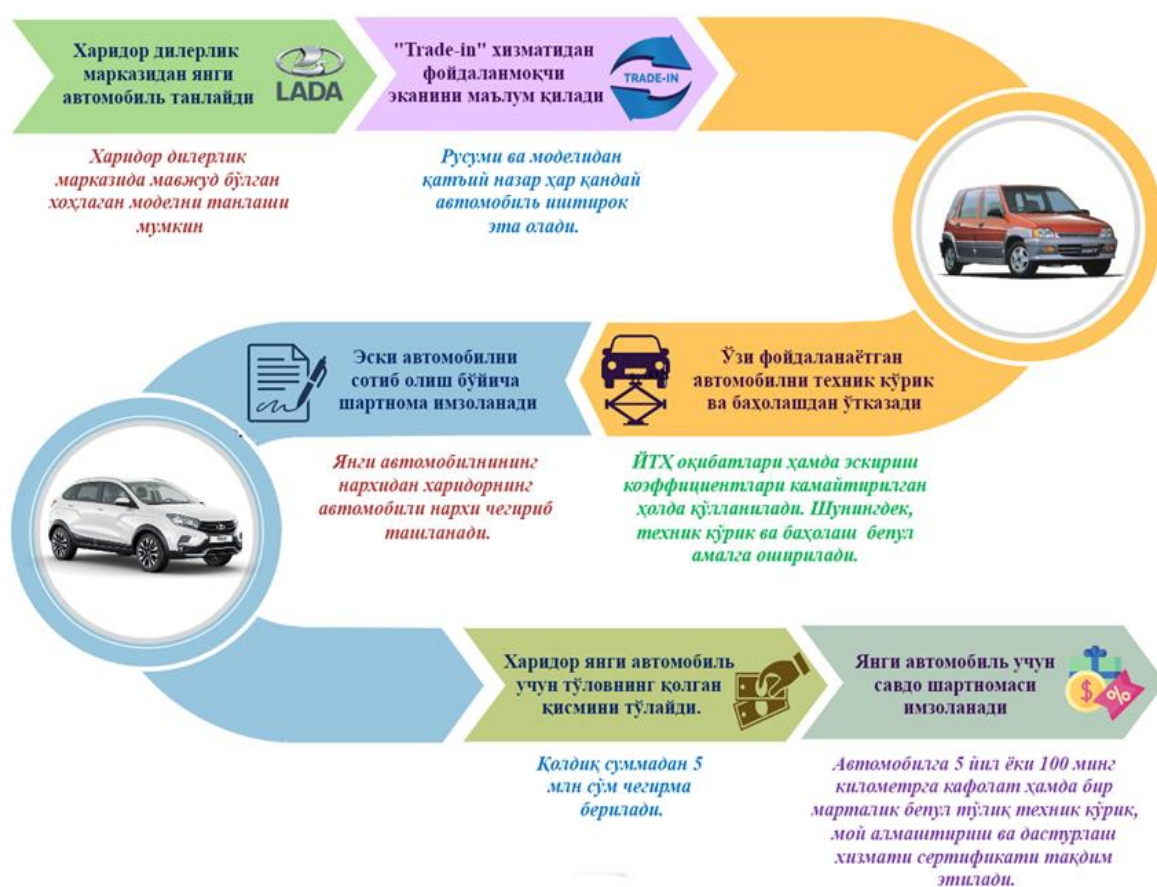 Харидор дилерлик
марказидан янги
автомобиль танлайди
LADA
"Trade-in" хизматидан
фойдаланмоқчи
эканини маълум қилади
TRADE-IN
Харидор дилерлик
марказида мавжуд бўлган
хоҳлаган моделни танлаши
мумкин
Русуми ва моделидан
қатъий назар ҳар қандай
автомобиль иштирок
эта олади.
Ўзи фойдаланаётган
автомобилни техник кўрик
ва баҳолашдан ўтказади
ЙТҲ оқибатлари ҳамда эскириш
коэффициентлари камайтирилган
ҳолда қўлланилади. Шунингдек,
техник кўрик ва баҳолаш бепул
амалга оширилади.
Эски автомобилни
сотиб олиш бўйича
шартнома имзоланади
Янги автомобилнининг
нархидан харидорнинг
автомобили нархи чегириб
ташланади.
Харидор янги автомобиль
учун тўловнинг қолган
қисмини тўлайди.
Қолдиқ суммадан 5
млн сўм чегирма
берилади.
Янги автомобиль учун
савдо шартномаси
имзоланади
$ %
Автомобилга 5 йил ёки 100 минг
километрга кафолат ҳамда бир
марталик бепул тўлиқ техник кўрик,
мой алмаштириш ва дастурлаш
хизмати сертификати тақдим
этилади.